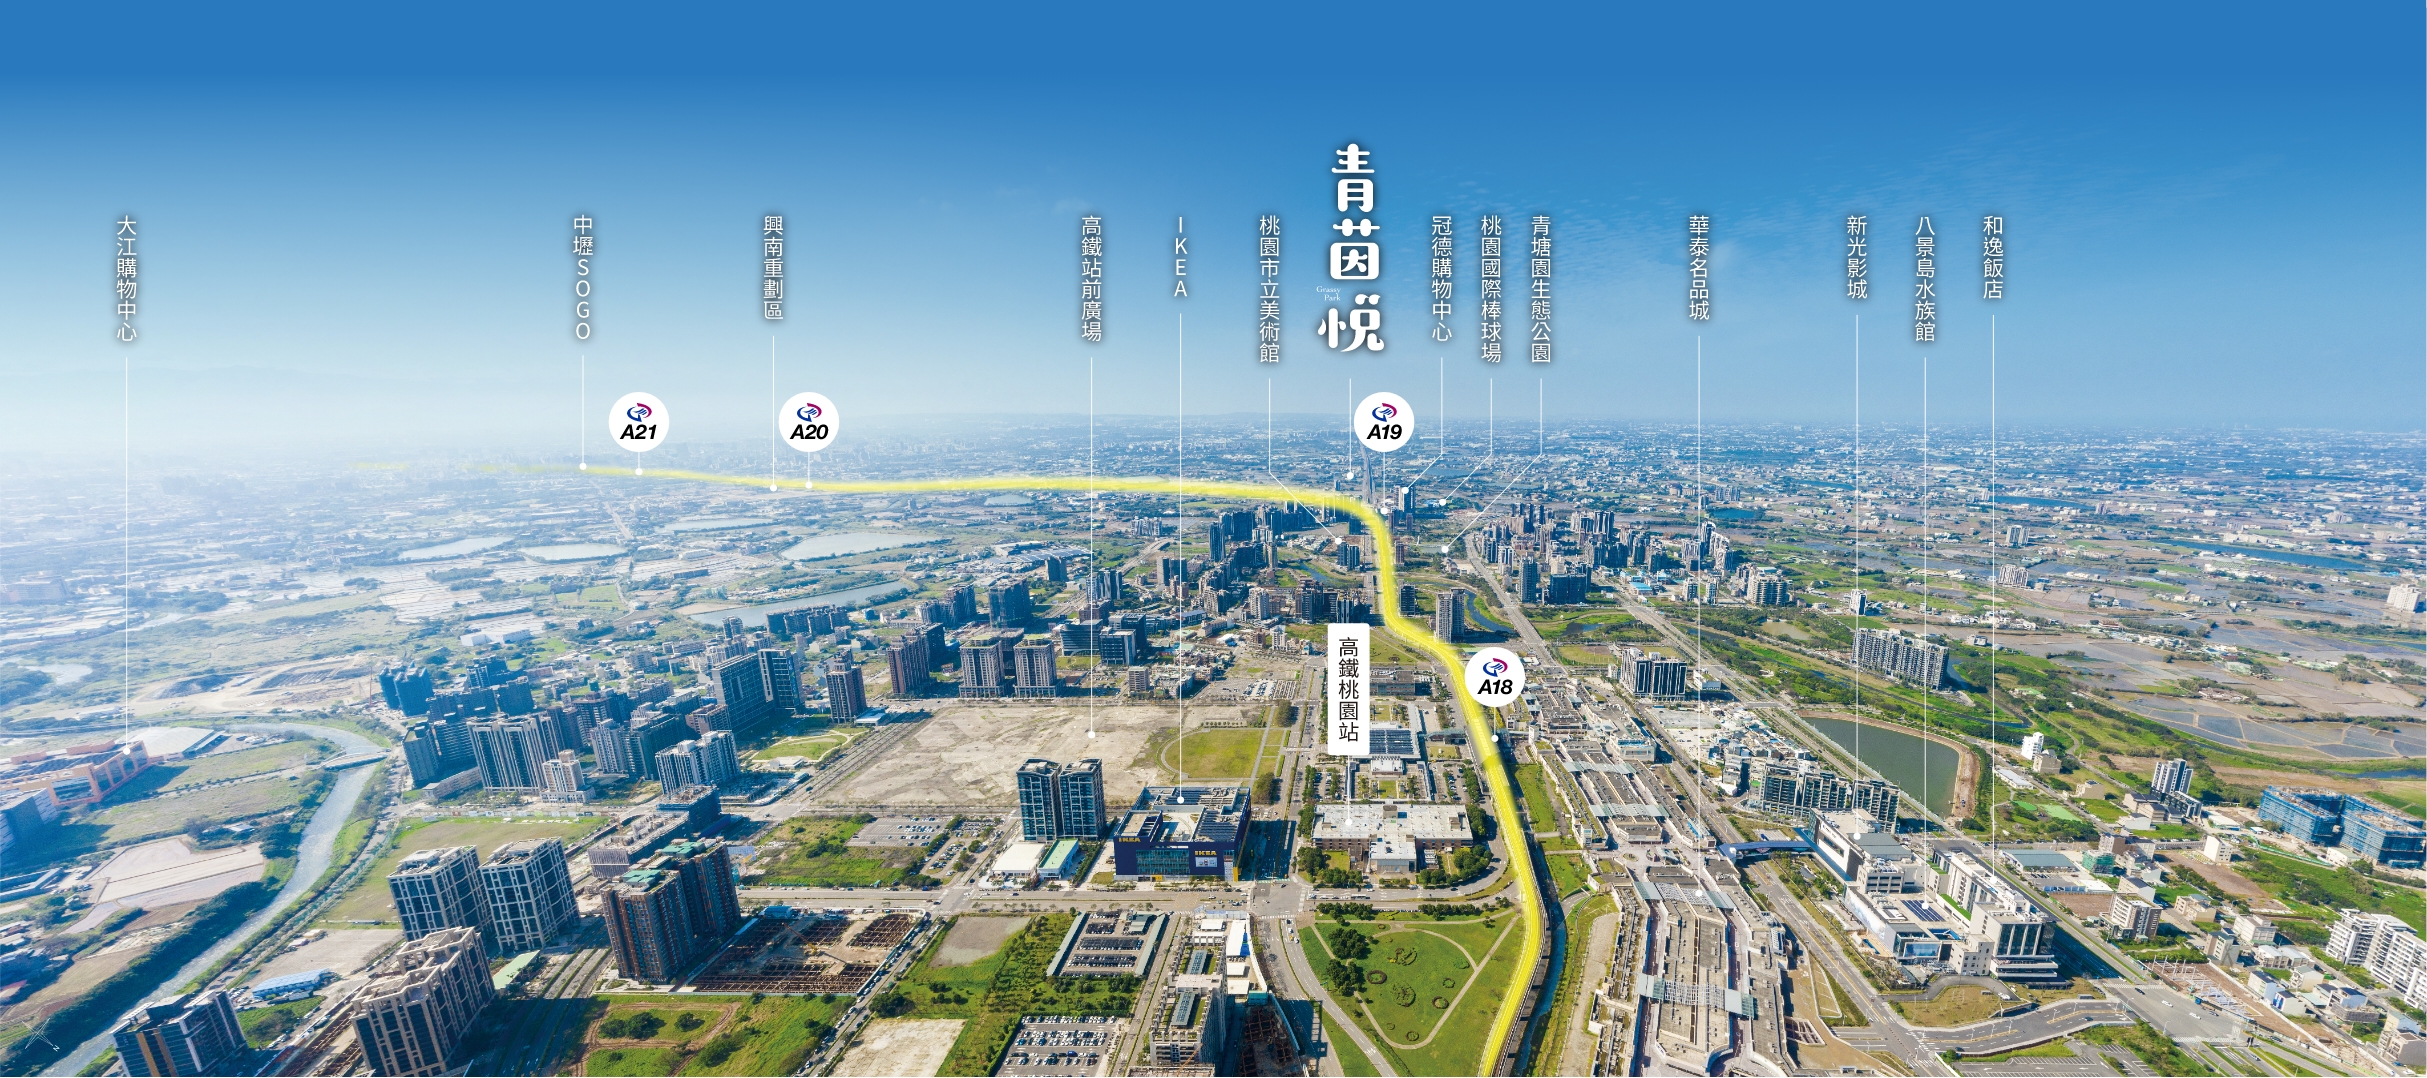 大江購物中心
中壢SOGO
興南重劃區
高鐵站前廣場
IKEA
桃園市立美術館
青茵悅
Grassy
Park
冠德購物中心
桃園國際棒球場
青塘園生態公園
華泰名品城
新光影城
八景島水族館
和逸飯店
A21
A20
A19
高鐵桃園站
A18
IKEA
IKEA
N